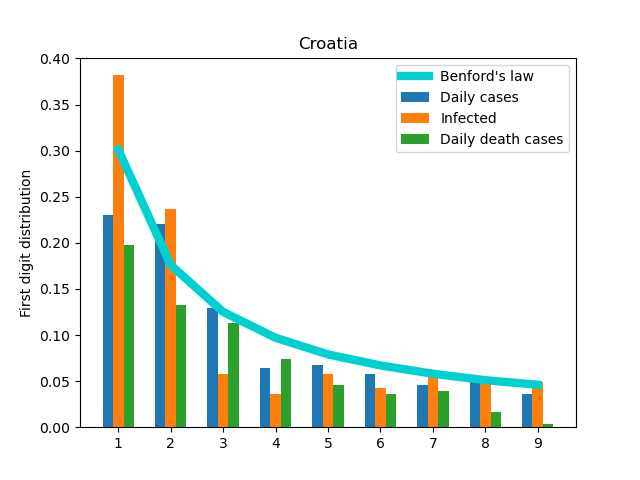 Croatia
First digit distribution
0.40
0.35
0.30
0.25
0.20
0.15
0.10
0.05
0.00
Benford's law
Daily cases
Infected
Daily death cases
1 2 3 4 5 6 7 8 9